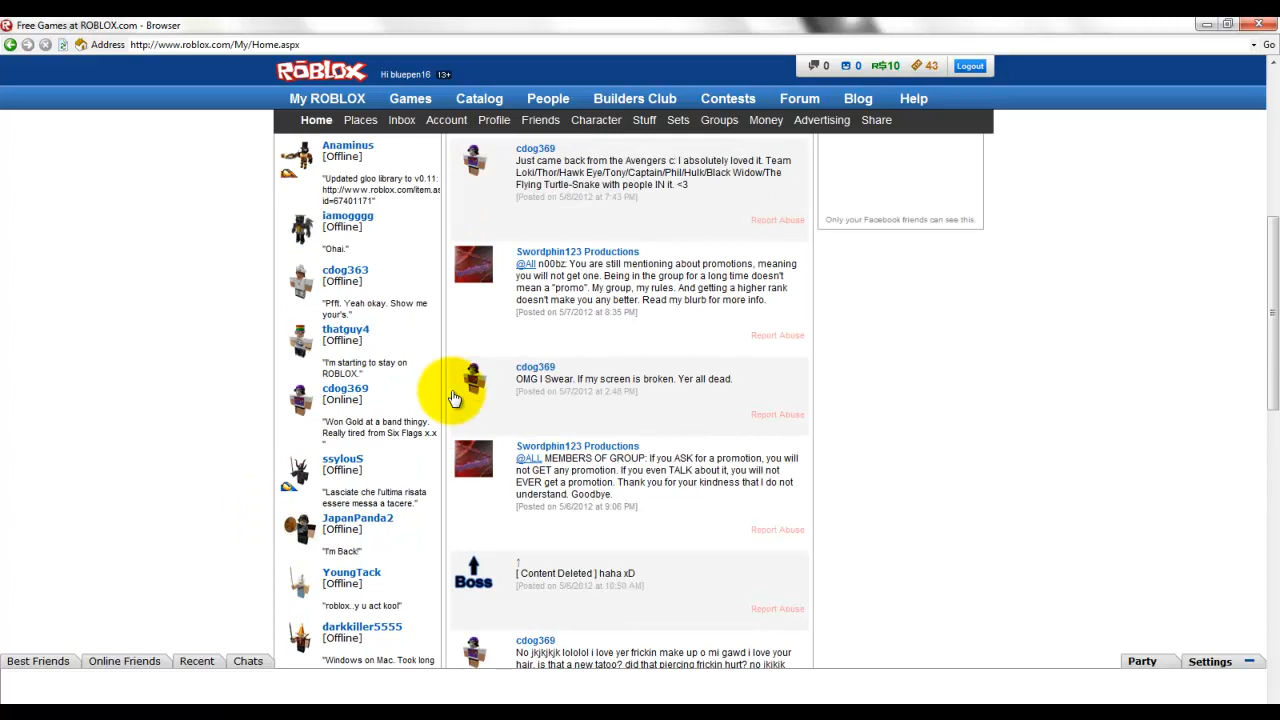 Free Games at ROBLOX.com - Browser
Address http://www.roblox.com/My/Home.aspx
Go
ROBLOX Hi bluepen16 13+ 0 0 R$10 43 Logout
My ROBLOX Games Catalog People Builders Club Contests Forum Blog Help
Home Places Inbox Account Profile Friends Character Stuff Sets Groups Money Advertising Share
Anaminus
[Offline]
"Updated gloo library to v0.11:
http://www.roblox.com/item.as
id=67401171"
iamogggg
[Offline]
"Ohai."
cdog363
[Offline]
"Pfft. Yeah okay. Show me
your's."
thatguy4
[Offline]
"I'm starting to stay on
ROBLOX."
cdog369
[Online]
"Won Gold at a band thingy.
Really tired from Six Flags x.x
"
ssylouS
[Offline]
"Lasciate che l'ultima risata
essere messa a tacere."
JapanPanda2
[Offline]
"I'm Back!"
YoungTack
[Offline]
"roblox..y u act kool"
darkkiller5555
[Offline]
"Windows on Mac. Took long
cdog369
Just came back from the Avengers c: I absolutely loved it. Team
Loki/Thor/Hawk Eye/Tony/Captain/Phil/Hulk/Black Widow/The
Flying Turtle-Snake with people IN it. <3
[Posted on 5/8/2012 at 7:43 PM]
Report Abuse
Swordphin123 Productions
@All n00bz: You are still mentioning about promotions, meaning
you will not get one. Being in the group for a long time doesn't
mean a "promo". My group, my rules. And getting a higher rank
doesn't make you any better. Read my blurb for more info.
[Posted on 5/7/2012 at 8:35 PM]
Report Abuse
cdog369
OMG I Swear. If my screen is broken. Yer all dead.
[Posted on 5/7/2012 at 2:48 PM]
Report Abuse
Swordphin123 Productions
@ALL MEMBERS OF GROUP: If you ASK for a promotion, you will
not GET any promotion. If you even TALK about it, you will not
EVER get a promotion. Thank you for your kindness that I do not
understand. Goodbye.
[Posted on 5/6/2012 at 9:06 PM]
Report Abuse
Boss
↑
[ Content Deleted ] haha xD
[Posted on 5/6/2012 at 10:50 AM]
Report Abuse
cdog369
No jkjkjkjk lololol i love yer frickin make up o mi gawd i love your
hair. is that a new tatoo? did that piercing frickin hurt? no jkjkjk
Only your Facebook friends can see this.
Best Friends Online Friends Recent Chats Party Settings